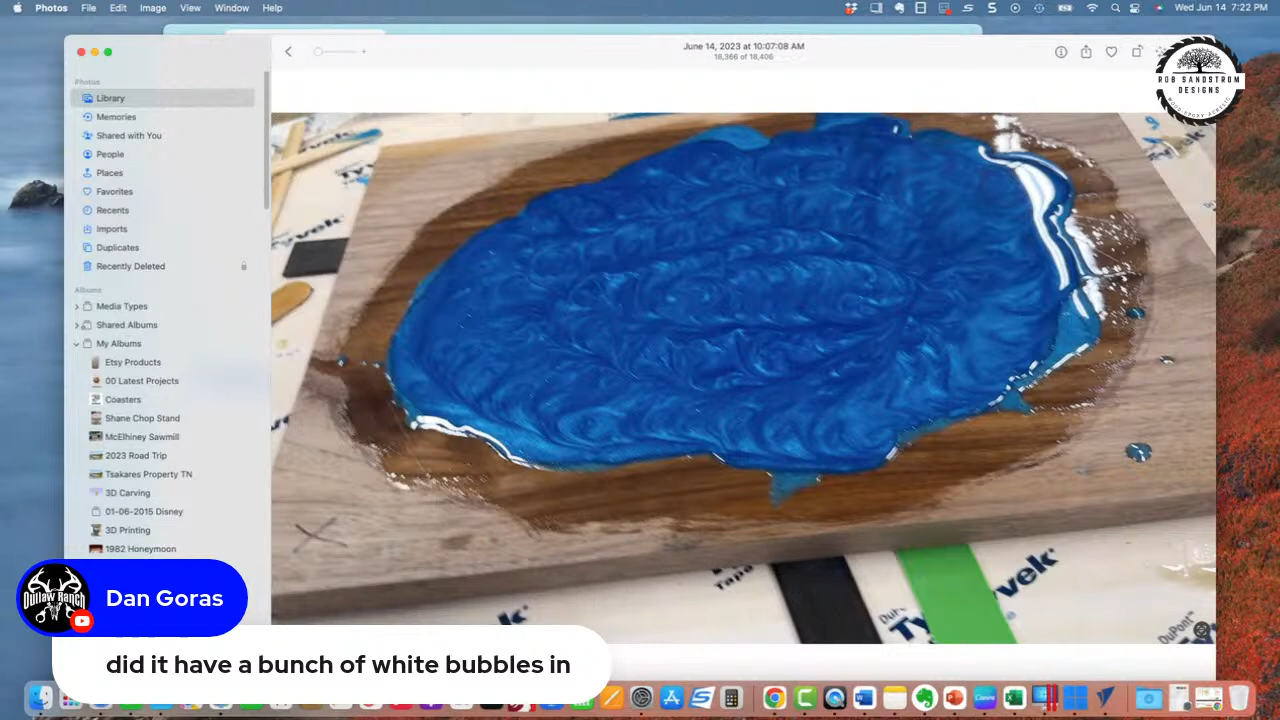 Photos File Edit Image View Window Help
Wed Jun 14 7:22 PM
June 14, 2023 at 10:07:08 AM
18,366 of 18,406
ROB SANDSTROM
DESIGNS
WOOD EPOXY ACRYLIC
Photos
Library
Memories
Shared with You
People
Places
Favorites
Recents
Imports
Duplicates
Recently Deleted
Albums
Media Types
Shared Albums
My Albums
Etsy Products
00 Latest Projects
Coasters
Shane Chop Stand
McElhiney Sawmill
2023 Road Trip
Tsakares Property TN
3D Carving
01-06-2015 Disney
3D Printing
1982 Honeymoon
Tyvek
Tyvek
Tyvek
DuPont
Outlaw Ranch
Dan Goras
did it have a bunch of white bubbles in